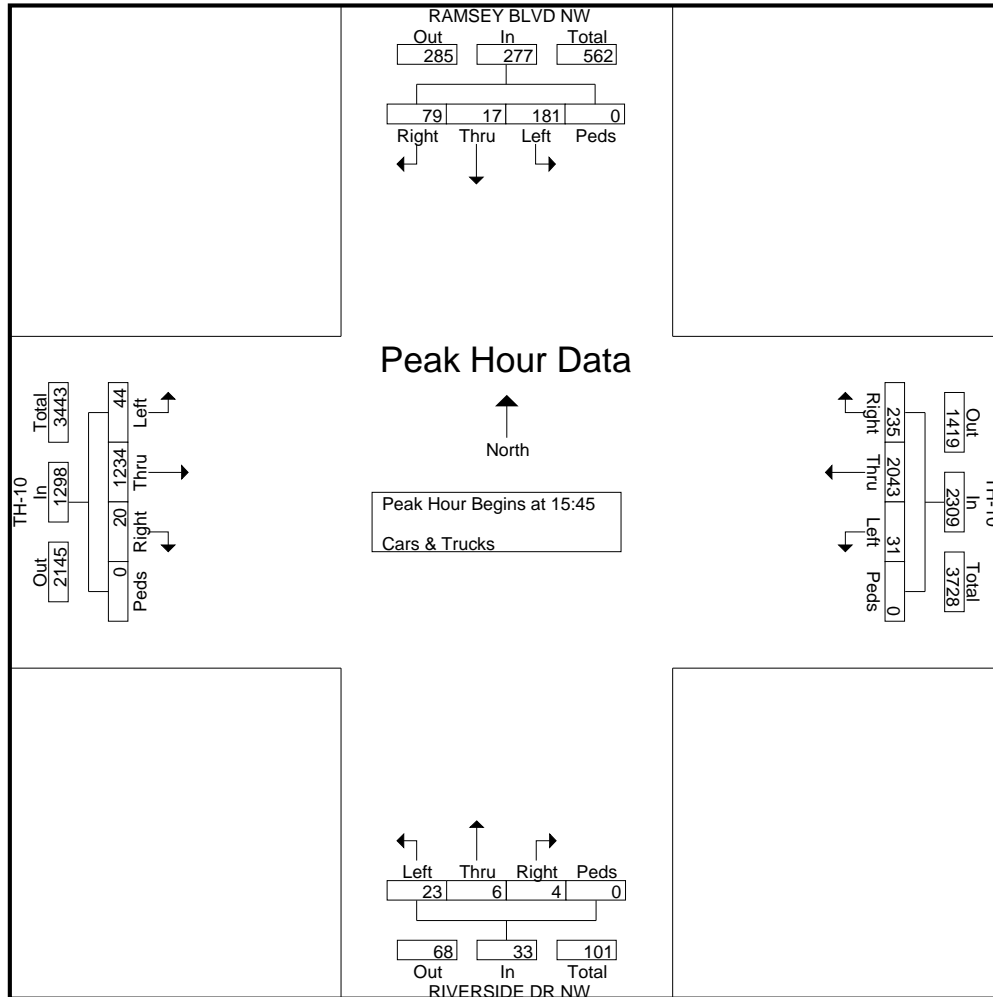 RAMSEY BLVD NW
Out In Total
285 277 562
79 17 181 0
Right Thru Left Peds
Peak Hour Data
North
Peak Hour Begins at 15:45
Cars & Trucks
TH-10
Total In Out
3443 1298 2145
44 1234 20 0
Left Thru Right Peds
Right Thru Left Peds
235 2043 31 0
Out In Total
1419 2309 3728
TH-10
Left Thru Right Peds
23 6 4 0
68 33 101
Out In Total
RIVERSIDE DR NW